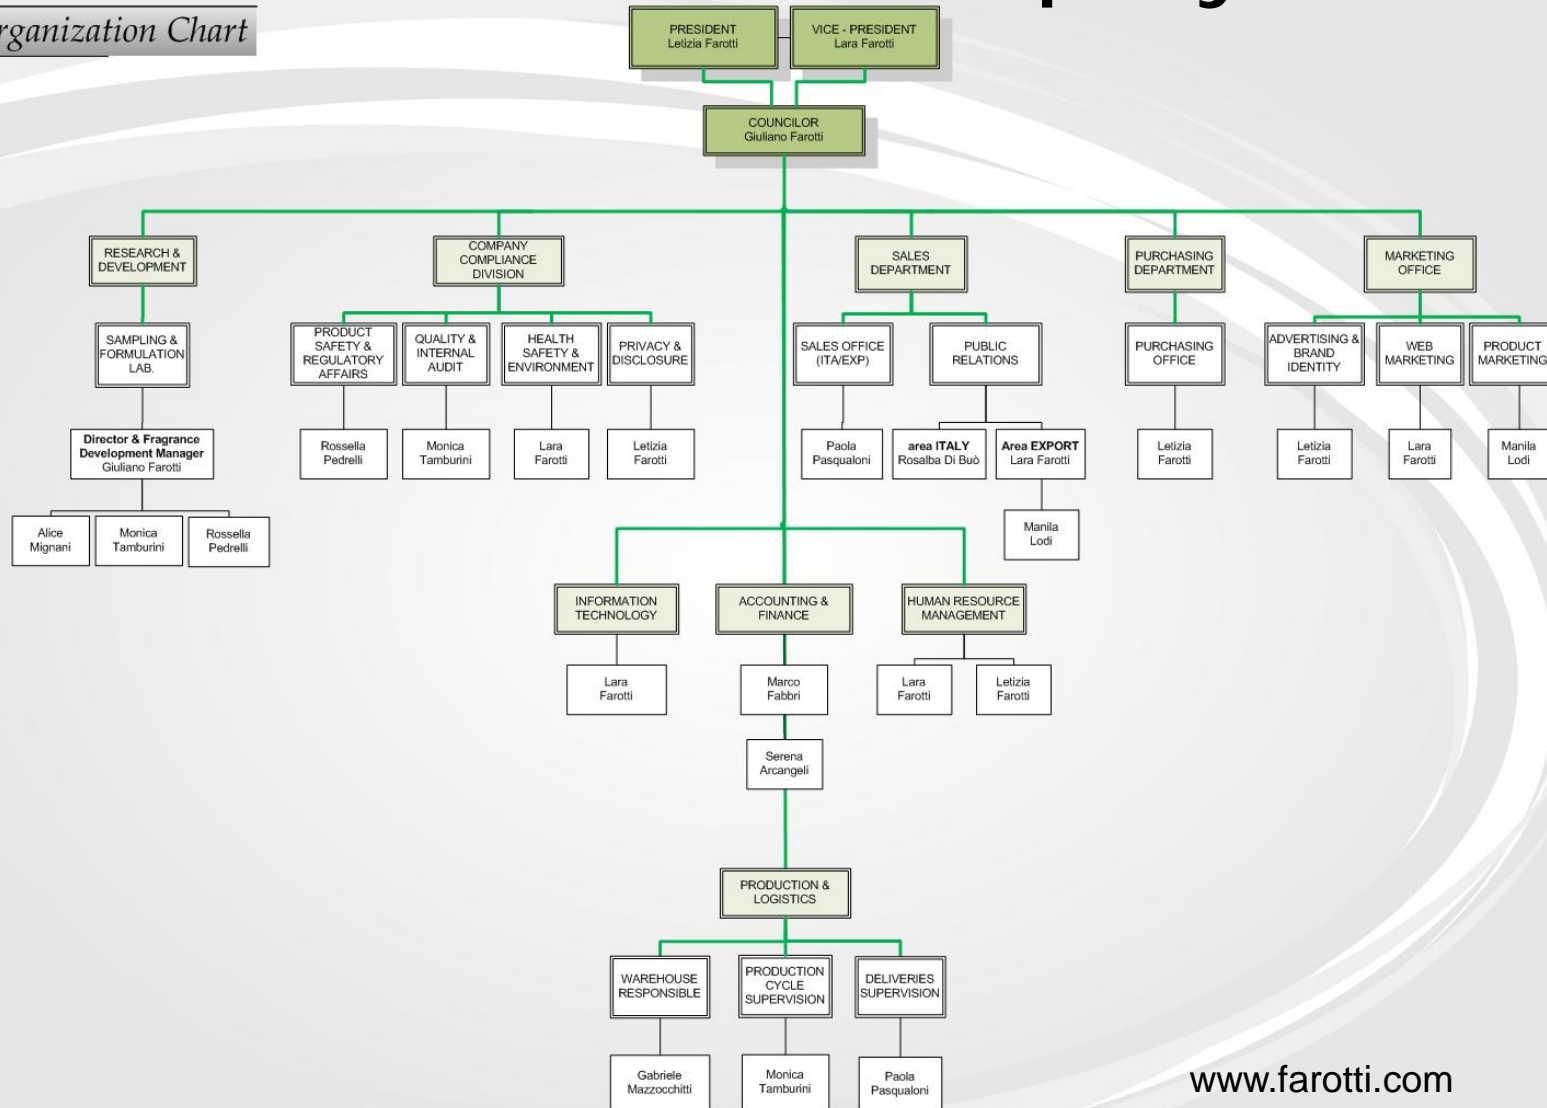 rganization Chart
PRESIDENT
Letizia Farotti
VICE - PRESIDENT
Lara Farotti
COUNCILOR
Giuliano Farotti
RESEARCH &
DEVELOPMENT
COMPANY
COMPLIANCE
DIVISION
SALES
DEPARTMENT
PURCHASING
DEPARTMENT
MARKETING
OFFICE
SAMPLING &
FORMULATION
LAB.
PRODUCT
SAFETY &
REGULATORY
AFFAIRS
QUALITY &
INTERNAL
AUDIT
HEALTH
SAFETY &
ENVIRONMENT
PRIVACY &
DISCLOSURE
SALES OFFICE
(ITA/EXP)
PUBLIC
RELATIONS
PURCHASING
OFFICE
ADVERTISING &
BRAND
IDENTITY
WEB
MARKETING
PRODUCT
MARKETING
Director & Fragrance
Development Manager
Giuliano Farotti
Rossella
Pedrelli
Monica
Tamburini
Lara
Farotti
Letizia
Farotti
Paola
Pasqualoni
area ITALY
Rosalba Di Buò
Area EXPORT
Lara Farotti
Letizia
Farotti
Letizia
Farotti
Lara
Farotti
Manila
Lodi
Alice
Mignani
Monica
Tamburini
Rossella
Pedrelli
Manila
Lodi
INFORMATION
TECHNOLOGY
ACCOUNTING &
FINANCE
HUMAN RESOURCE
MANAGEMENT
Lara
Farotti
Marco
Fabbri
Lara
Farotti
Letizia
Farotti
Serena
Arcangeli
PRODUCTION &
LOGISTICS
WAREHOUSE
RESPONSIBLE
PRODUCTION
CYCLE
SUPERVISION
DELIVERIES
SUPERVISION
Gabriele
Mazzocchitti
Monica
Tamburini
Paola
Pasqualoni
www.farotti.com